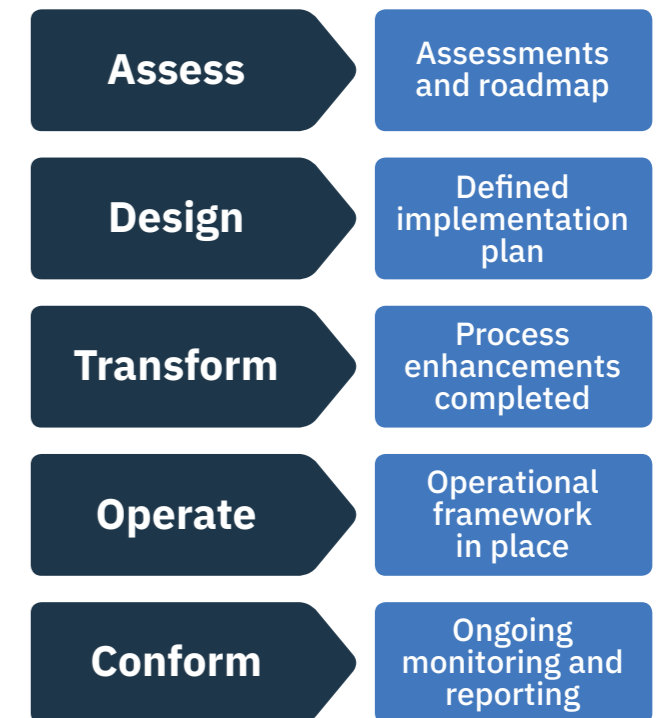 Assess
Assessments
and roadmap
Design
Defined
implementation
plan
Transform
Process
enhancements
completed
Operate
Operational
framework
in place
Conform
Ongoing
monitoring and
reporting